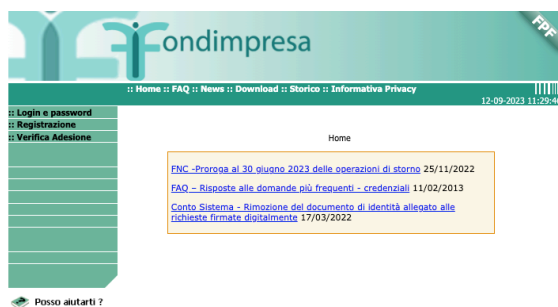 Fondimpresa
FPF
:: Home :: FAQ :: News :: Download :: Storico :: Informativa Privacy
12-09-2023 11:29:46
:: Login e password
:: Registrazione
:: Verifica Adesione
Home
FNC -Proroga al 30 giugno 2023 delle operazioni di storno 25/11/2022
FAQ – Risposte alle domande più frequenti - credenziali 11/02/2013
Conto Sistema - Rimozione del documento di identità allegato alle
richieste firmate digitalmente 17/03/2022
Posso aiutarti ?